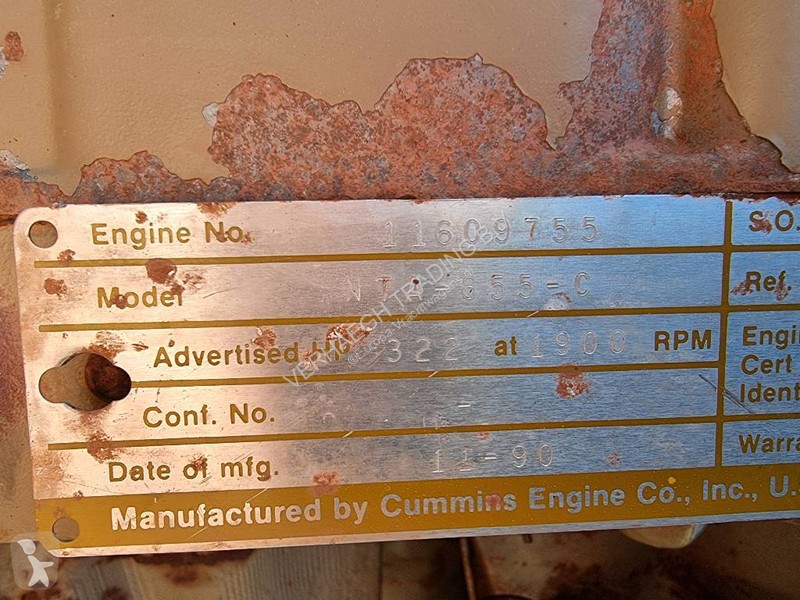 Engine No. 11609755 S.O.
Model Ref.
Advertised 322 at 1900 RPM Engin
Cert
Conf. No. Ident
Date of mfg. 11-90 Warra
Manufactured by Cummins Engine Co., Inc., U.